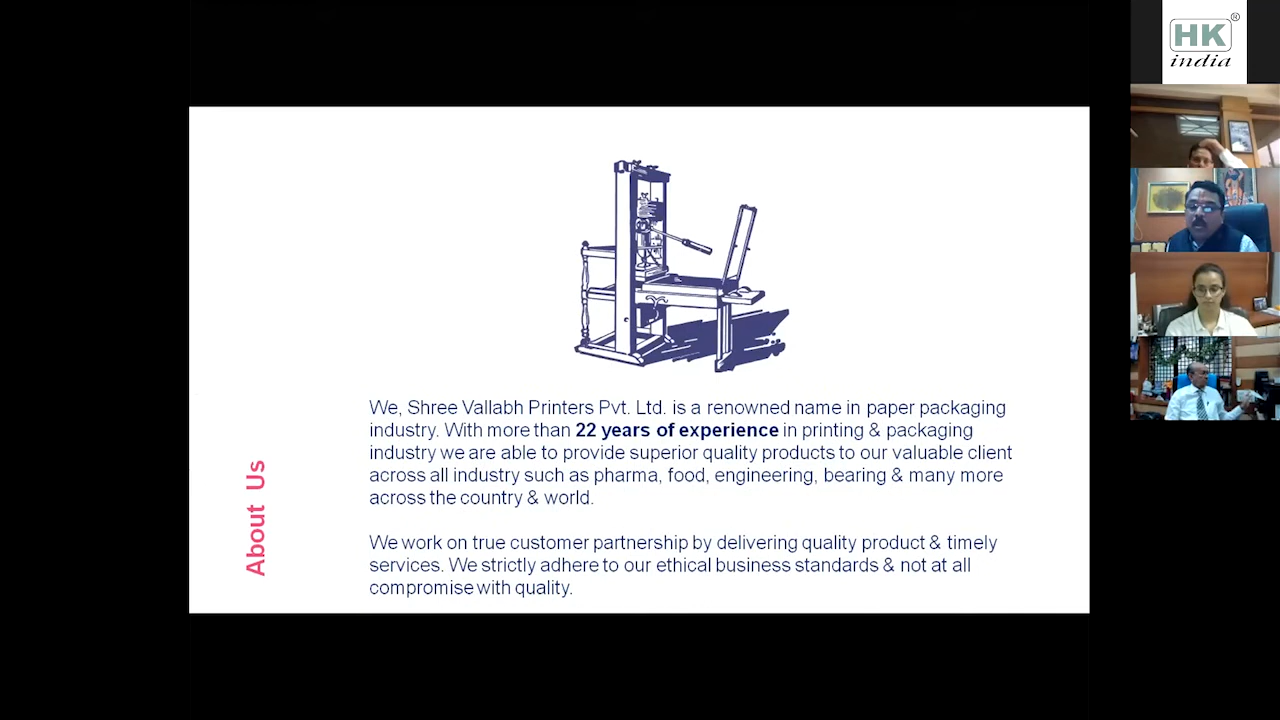 HK®
india
We, Shree Vallabh Printers Pvt. Ltd. is a renowned name in paper packaging
industry. With more than 22 years of experience in printing & packaging
industry we are able to provide superior quality products to our valuable client
across all industry such as pharma, food, engineering, bearing & many more
across the country & world.
We work on true customer partnership by delivering quality product & timely
services. We strictly adhere to our ethical business standards & not at all
compromise with quality.
About Us